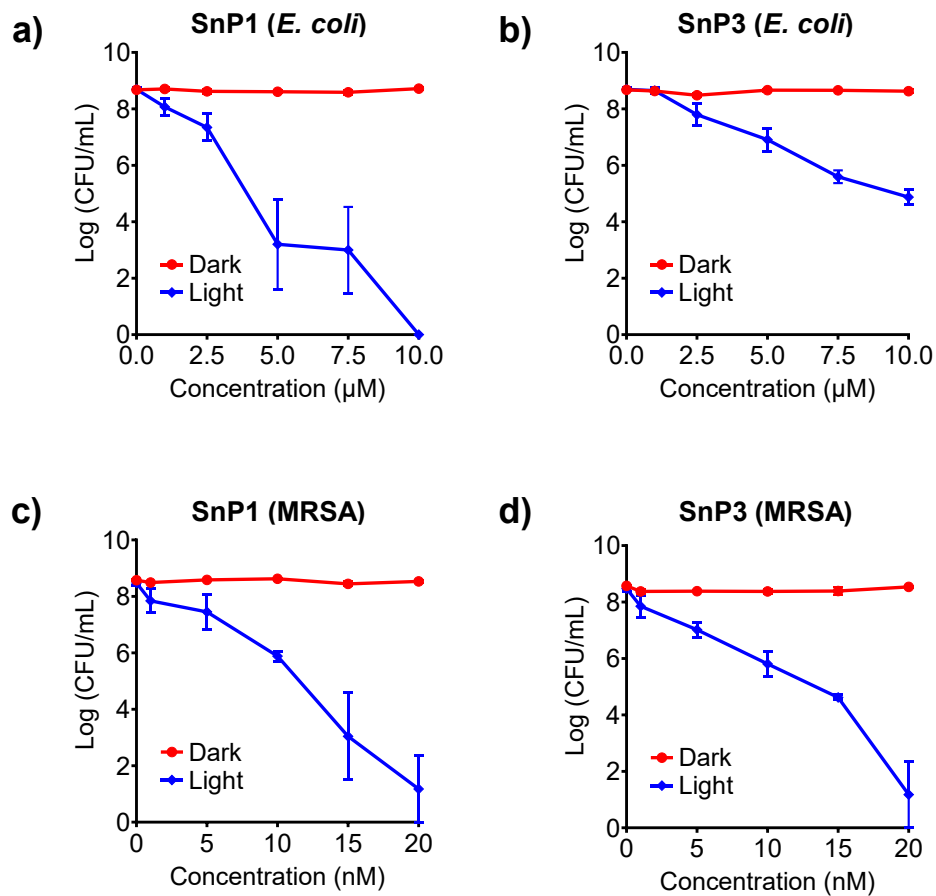 a)
SnP1 (E. coli)
10
8
6
4
2
0
Log (CFU/mL)
Dark
Light
0.0 2.5 5.0 7.5 10.0
Concentration (µM)
b)
SnP3 (E. coli)
10
8
6
4
2
0
Log (CFU/mL)
Dark
Light
0.0 2.5 5.0 7.5 10.0
Concentration (µM)
c)
SnP1 (MRSA)
10
8
6
4
2
0
Log (CFU/mL)
Dark
Light
0 5 10 15 20
Concentration (nM)
d)
SnP3 (MRSA)
10
8
6
4
2
0
Log (CFU/mL)
Dark
Light
0 5 10 15 20
Concentration (nM)